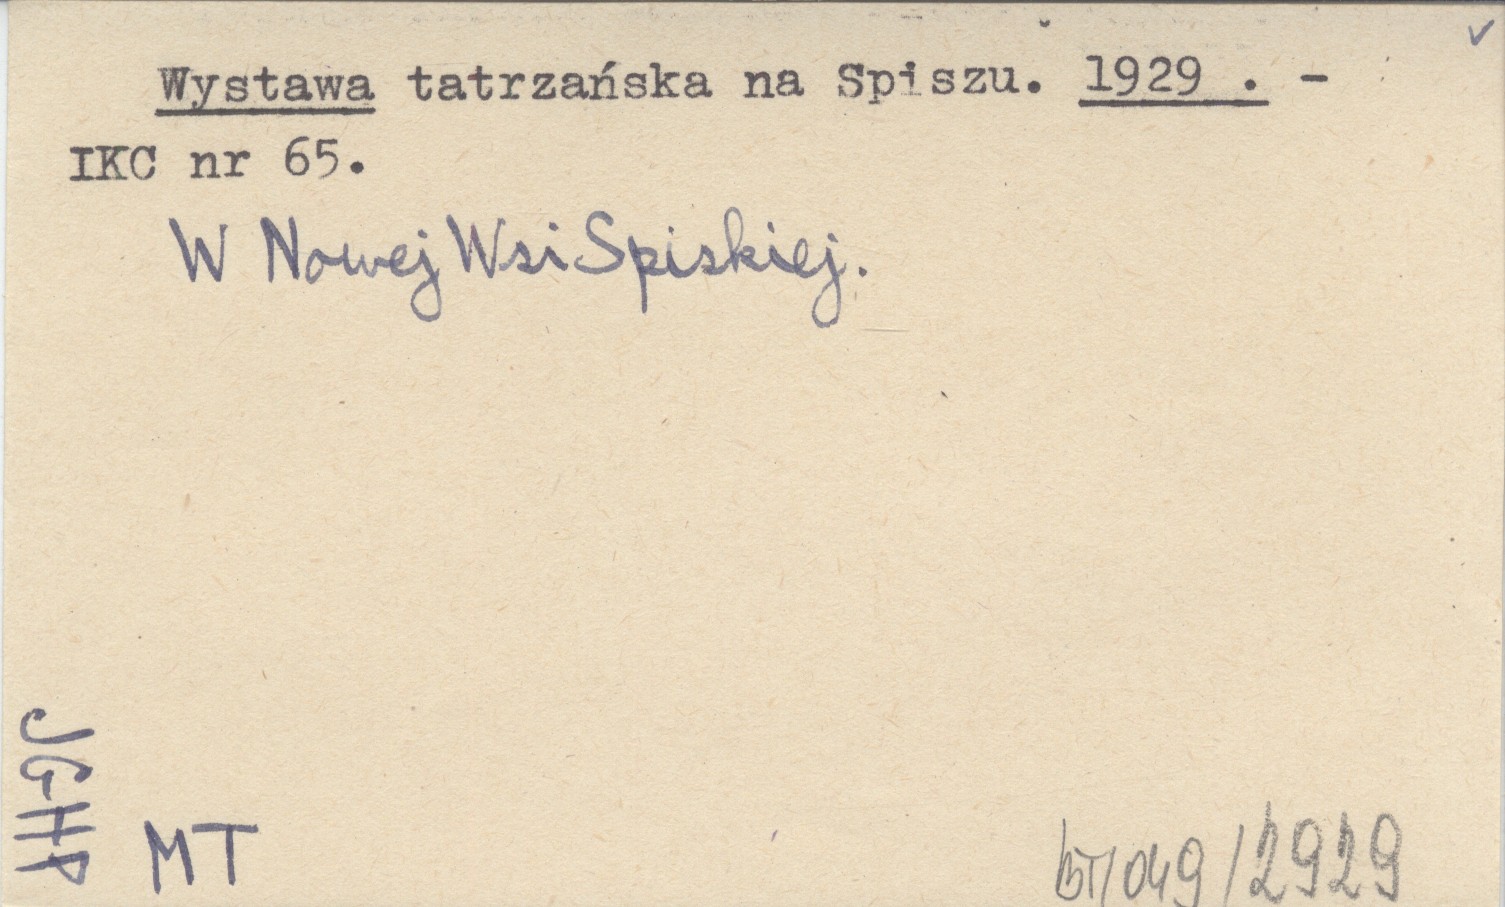 Wystawa tatrzańska na Spiszu. 1929 . -
IKC nr 65.
W Nowej Wsi Spiskiej.
JGHP
MT
BT/049/2929